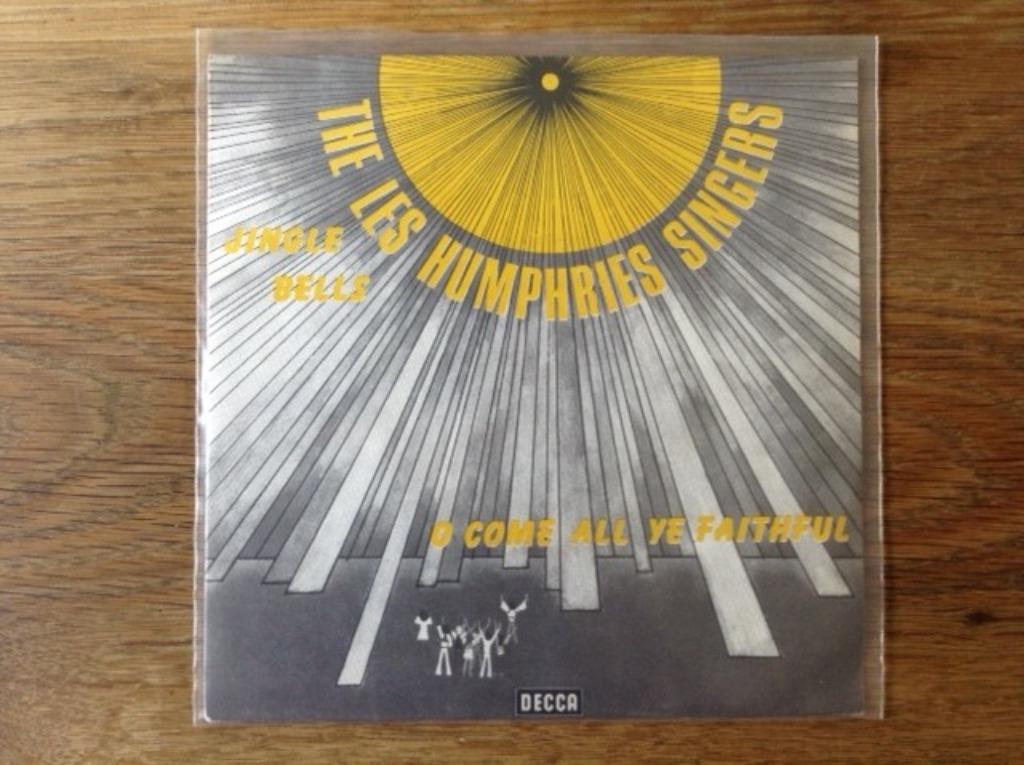 THE LES HUMPHRIES SINGERS
JINGLE
BELLS
O COME ALL YE FAITHFUL
DECCA